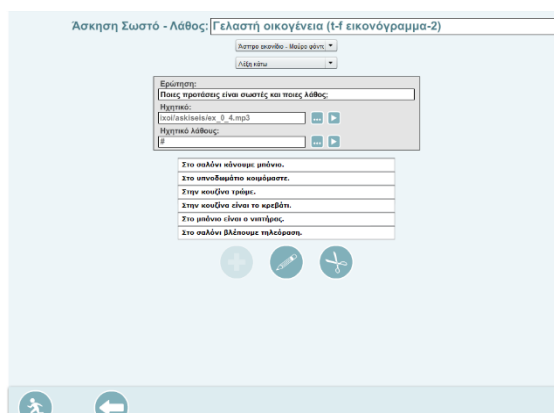 Άσκηση Σωστό - Λάθος: Γελαστή οικογένεια (t-f εικονόγραμμα-2)
Άσπρο εικονίδιο - Μαύρο φόντο
Λέξη κάτω
Ερώτηση:
Ποιες προτάσεις είναι σωστές και ποιες λάθος;
Ηχητικό:
ixoi/askiseis/ex_0_4.mp3
...
Ηχητικό λάθους:
#
...
Στο σαλόνι κάνουμε μπάνιο.
Στο υπνοδωμάτιο κοιμόμαστε.
Στην κουζίνα τρώμε.
Στην κουζίνα είναι το κρεβάτι.
Στο μπάνιο είναι ο νιπτήρας.
Στο σαλόνι βλέπουμε τηλεόραση.